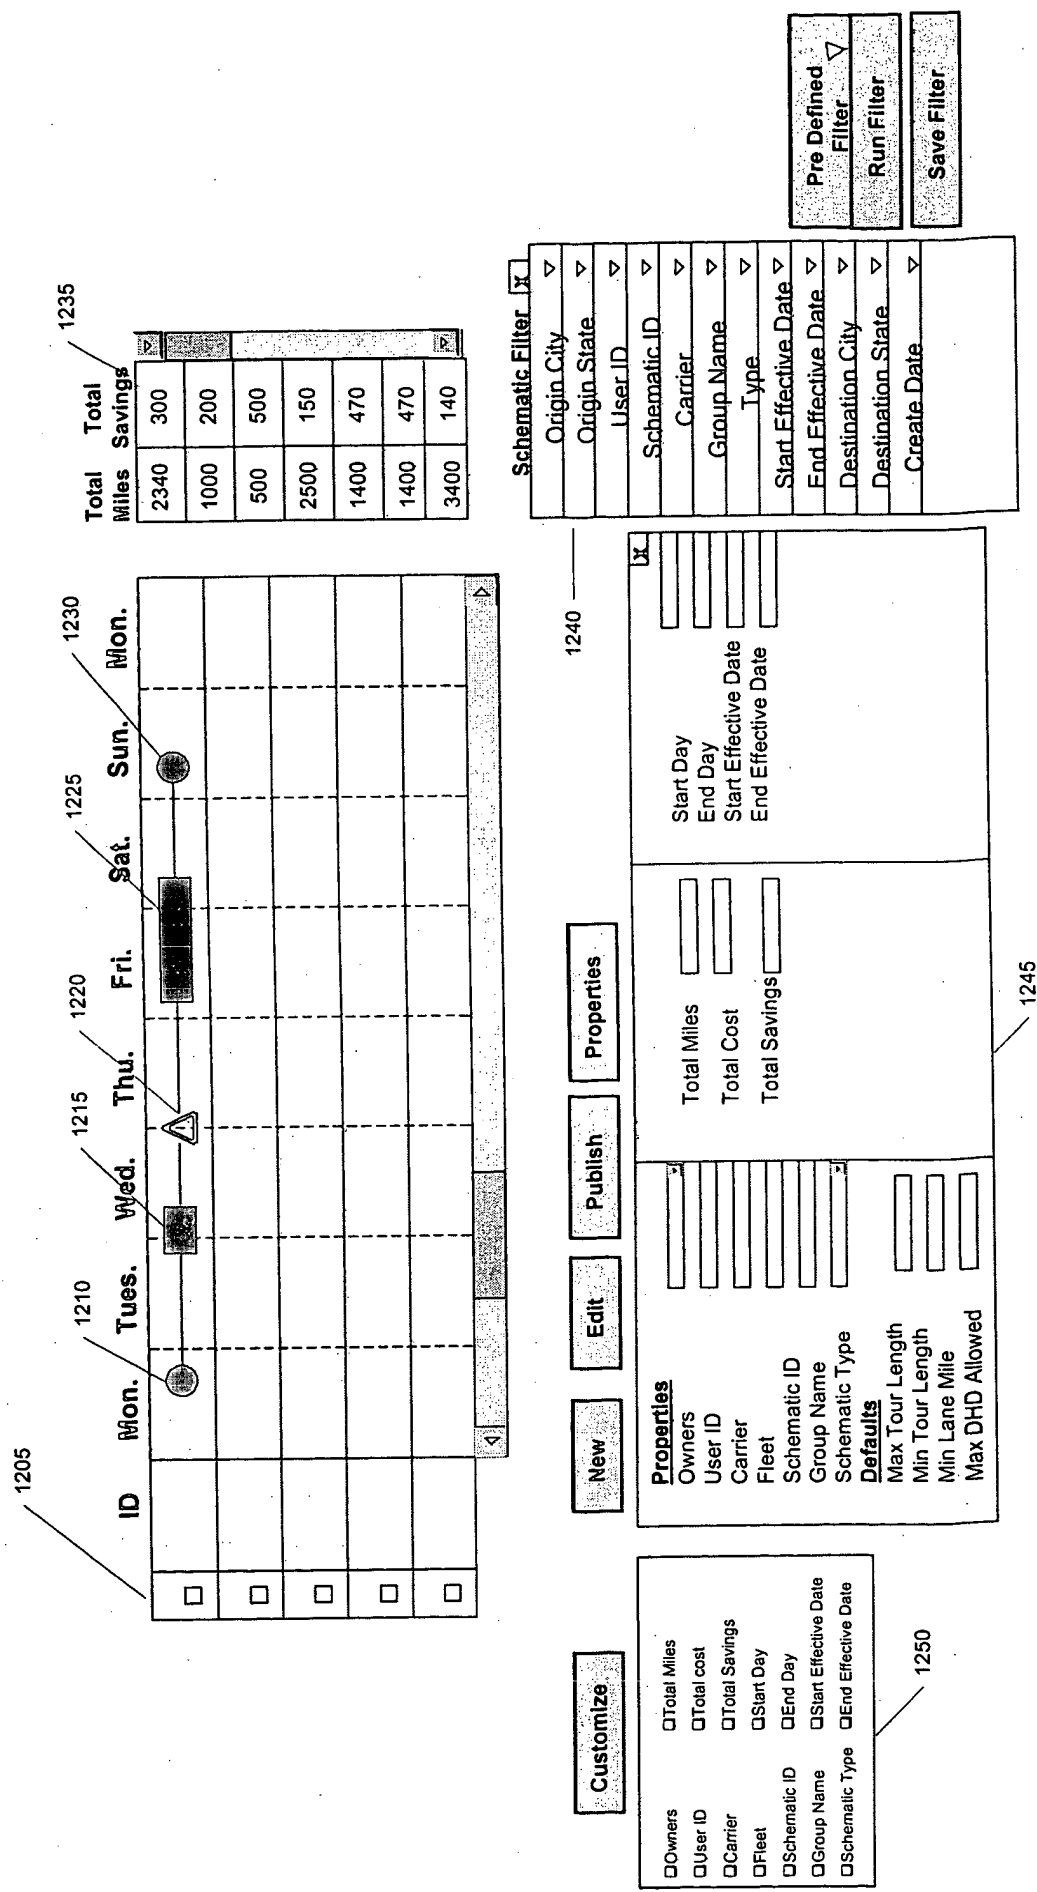 1205
1210
1215
1220
1225
1230
1235
ID Mon. Tues. Wed. Thu. Fri. Sat. Sun. Mon.
Total Miles
Total Savings
2340 300
1000 200
500 500
2500 150
1400 470
1400 470
3400 140
Customize
New
Edit
Publish
Properties
1240
Schematic Filter X
Origin City
Origin State
User ID
Schematic ID
Carrier
Group Name
Type
Start Effective Date
End Effective Date
Destination City
Destination State
Create Date
Pre Defined
Filter
Run Filter
Save Filter
Owners Total Miles
User ID Total cost
Carrier Total Savings
Fleet Start Day
Schematic ID End Day
Group Name Start Effective Date
Schematic Type End Effective Date
1250
Properties
Owners
User ID
Carrier
Fleet
Schematic ID
Group Name
Schematic Type
Defaults
Max Tour Length
Min Tour Length
Min Lane Mile
Max DHD Allowed
Total Miles
Total Cost
Total Savings
X
Start Day
End Day
Start Effective Date
End Effective Date
1245